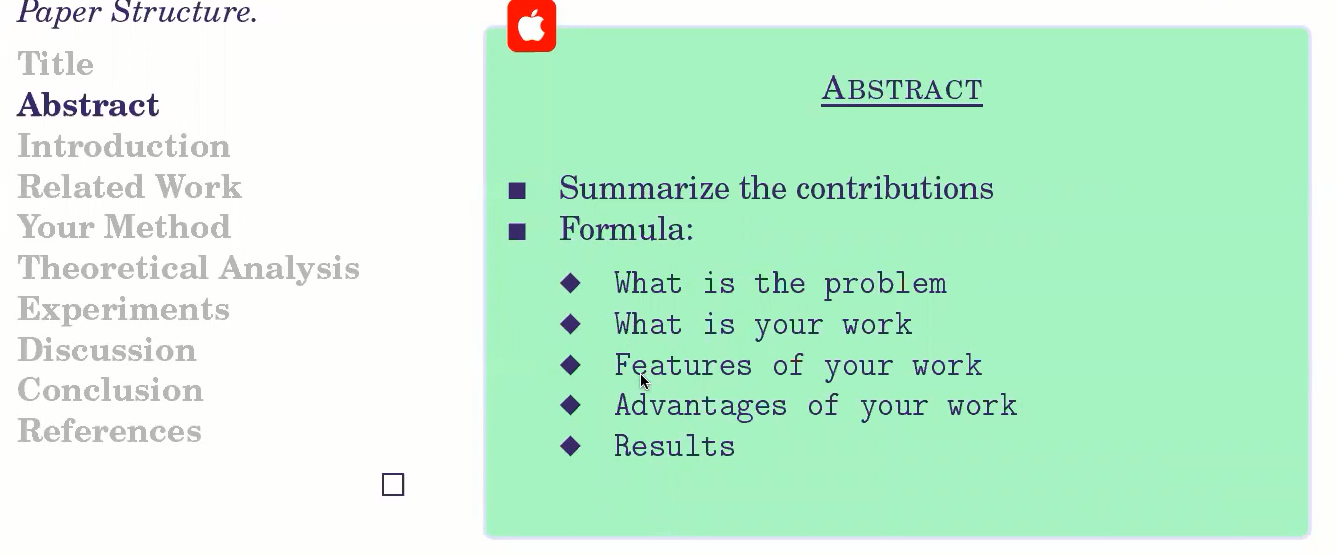 Paper Structure.
Title
Abstract
Introduction
Related Work
Your Method
Theoretical Analysis
Experiments
Discussion
Conclusion
References
ABSTRACT
Summarize the contributions
Formula:
What is the problem
What is your work
Features of your work
Advantages of your work
Results